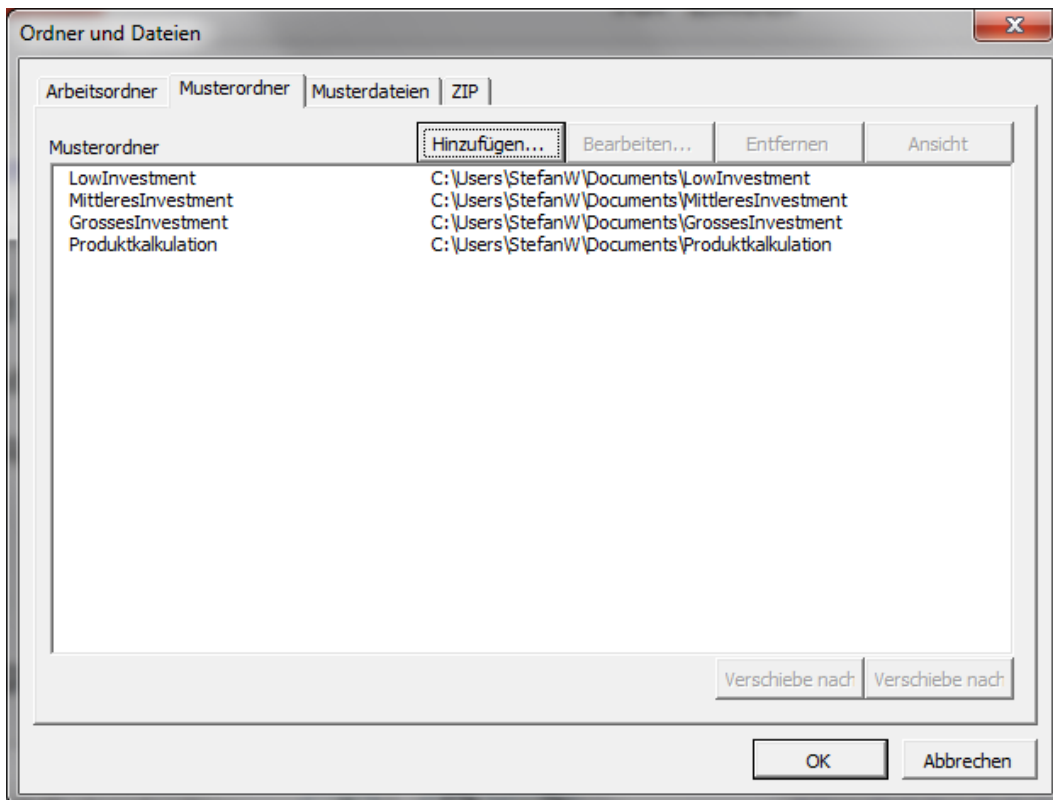 Ordner und Dateien
Arbeitsordner Musterordner Musterdateien ZIP
Musterordner Hinzufügen... Bearbeiten... Entfernen Ansicht
LowInvestment C:\Users\StefanW\Documents\LowInvestment
MittleresInvestment C:\Users\StefanW\Documents\MittleresInvestment
GrossesInvestment C:\Users\StefanW\Documents\GrossesInvestment
Produktkalkulation C:\Users\StefanW\Documents\Produktkalkulation
Verschiebe nach Verschiebe nach
OK Abbrechen